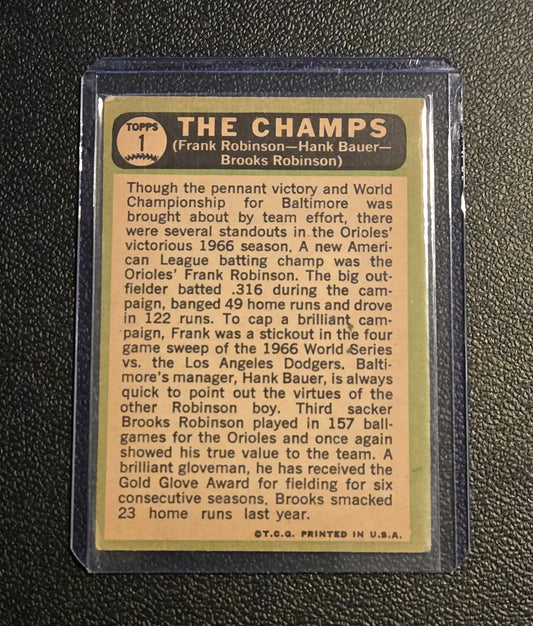 TOPPS
1
THE CHAMPS
(Frank Robinson—Hank Bauer—
Brooks Robinson)
Though the pennant victory and World
Championship for Baltimore was
brought about by team effort, there
were several standouts in the Orioles'
victorious 1966 season. A new Ameri-
can League batting champ was the
Orioles' Frank Robinson. The big out-
fielder batted .316 during the cam-
paign, banged 49 home runs and drove
in 122 runs. To cap a brilliant cam-
paign, Frank was a stickout in the four
game sweep of the 1966 World Series
vs. the Los Angeles Dodgers. Balti-
more's manager, Hank Bauer, is always
quick to point out the virtues of the
other Robinson boy. Third sacker
Brooks Robinson played in 157 ball-
games for the Orioles and once again
showed his true value to the team. A
brilliant gloveman, he has received the
Gold Glove Award for fielding for six
consecutive seasons. Brooks smacked
23 home runs last year.
©T.C.G. PRINTED IN U.S.A.